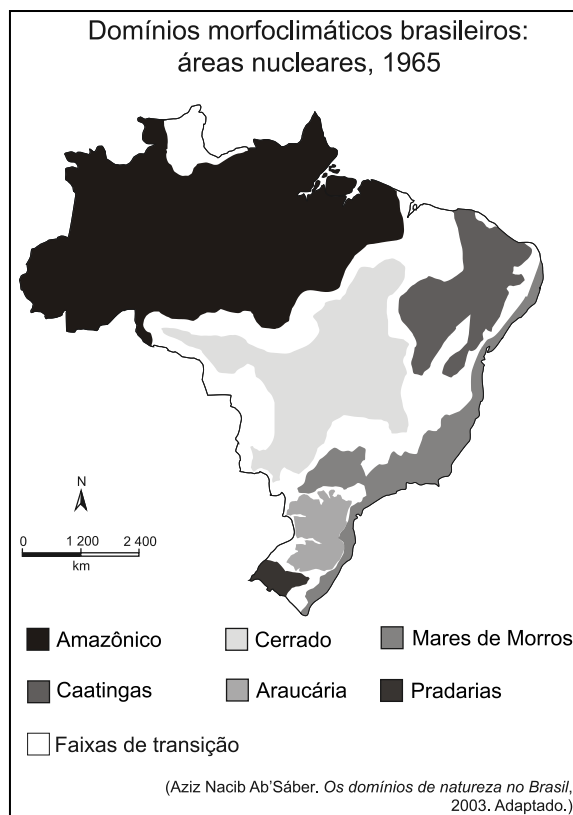 Domínios morfoclimáticos brasileiros:
áreas nucleares, 1965
N
0 1 200 2 400
km
Amazônico Cerrado Mares de Morros
Caatingas Araucária Pradarias
Faixas de transição
(Aziz Nacib Ab’Sáber. Os domínios de natureza no Brasil,
2003. Adaptado.)